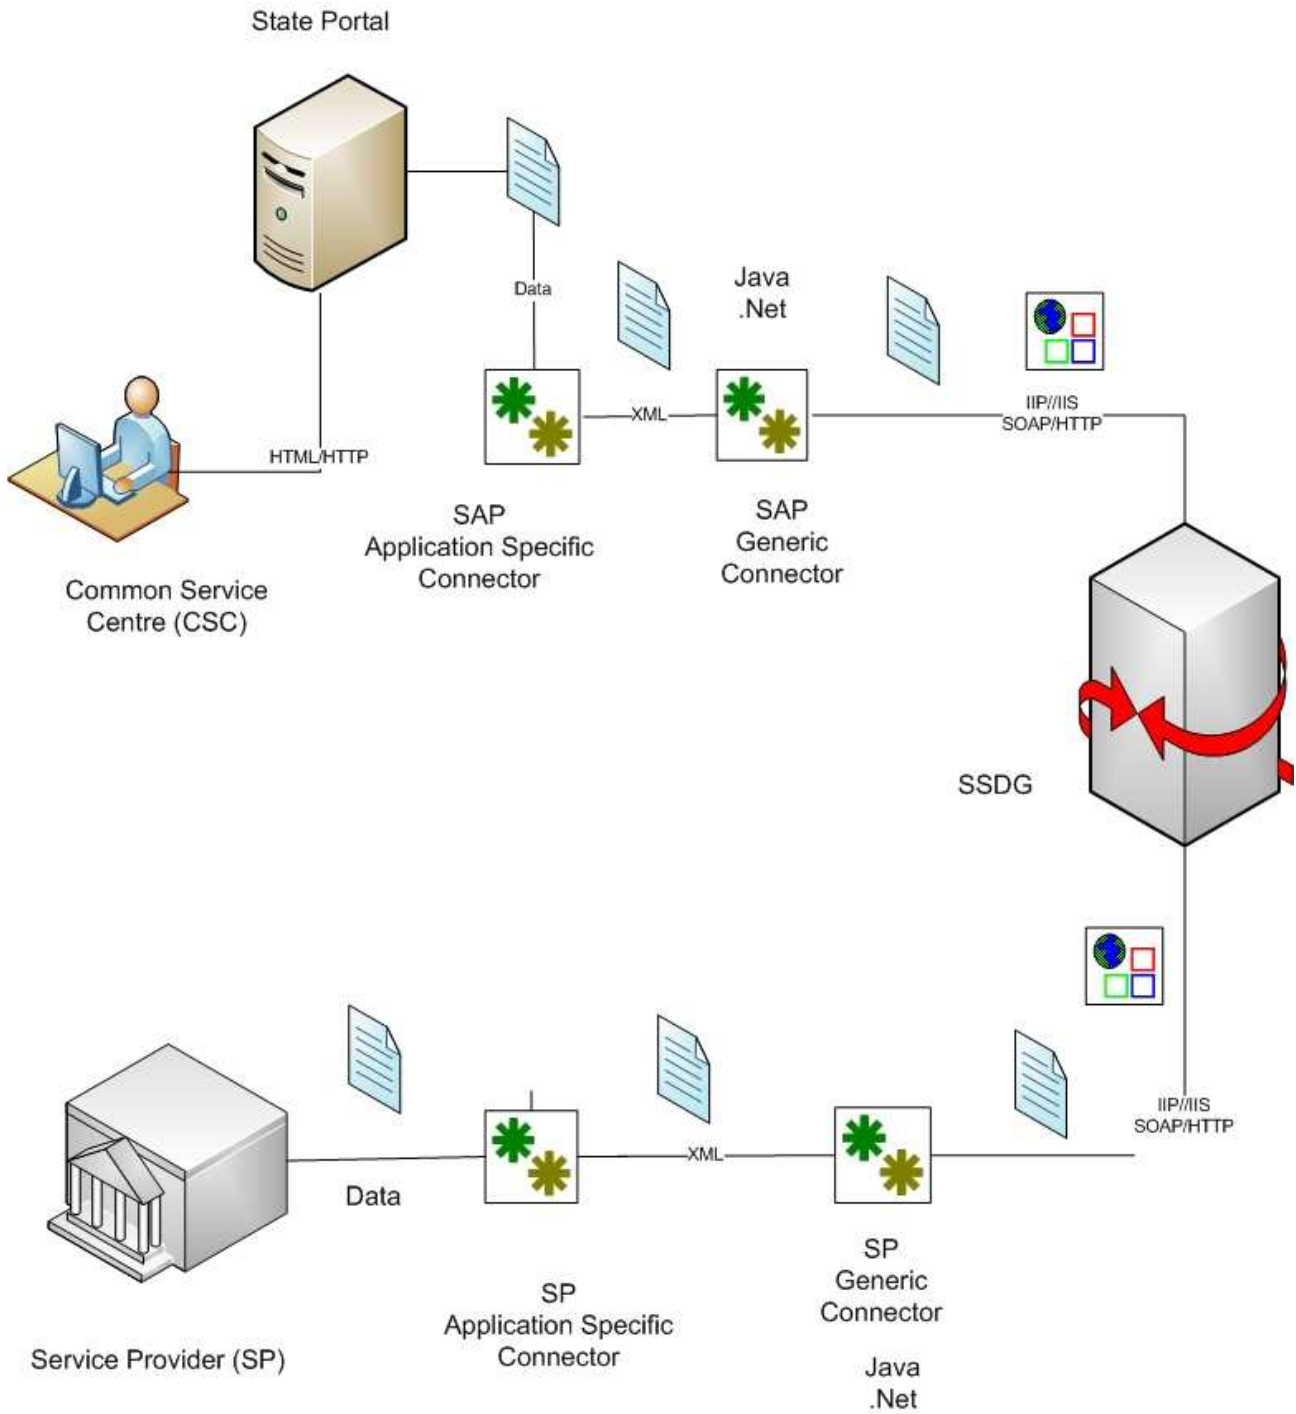 State Portal
Data
Java
.Net
IIP//IIS
SOAP/HTTP
XML
HTML/HTTP
SAP
Application Specific
Connector
SAP
Generic
Connector
Common Service
Centre (CSC)
SSDG
IIP//IIS
SOAP/HTTP
XML
Data
SP
Generic
Connector
SP
Application Specific
Connector
Service Provider (SP)
Java
.Net